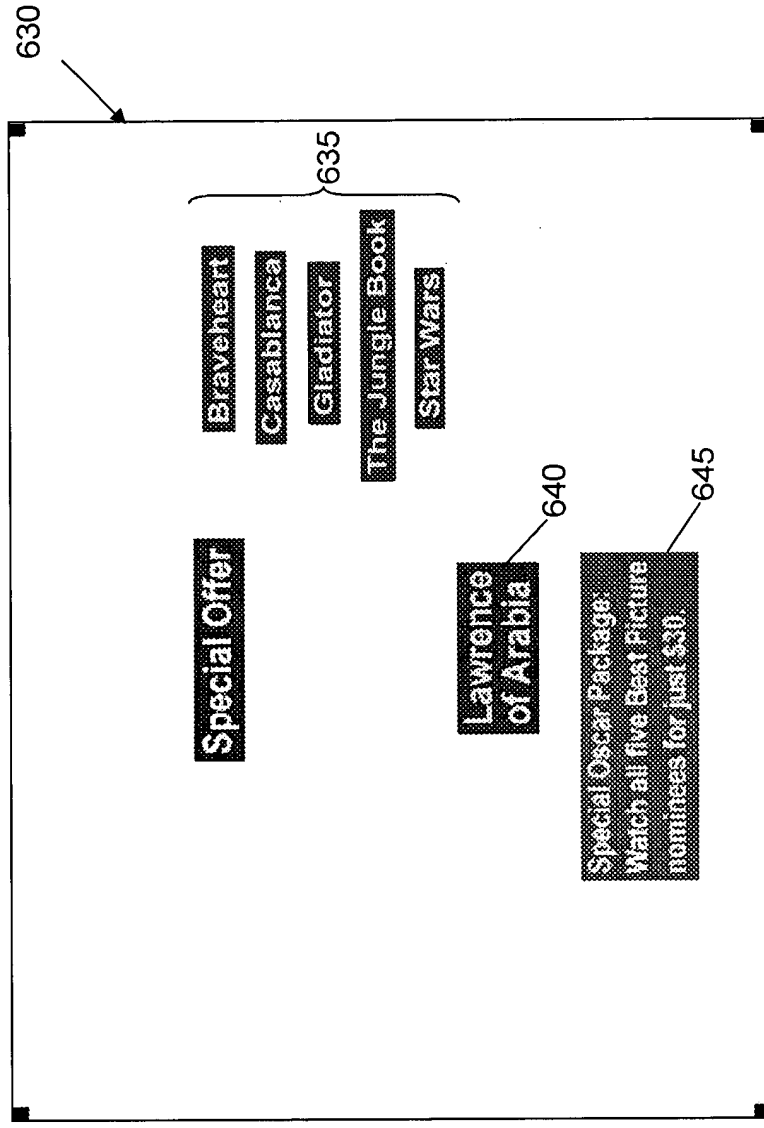 630
Special Offer
Braveheart
Casablanca
Gladiator
The Jungle Book
Star Wars
635
Lawrence
of Arabia
640
Special Oscar Package:
Watch all five Best Picture
nominees for just $30.
645